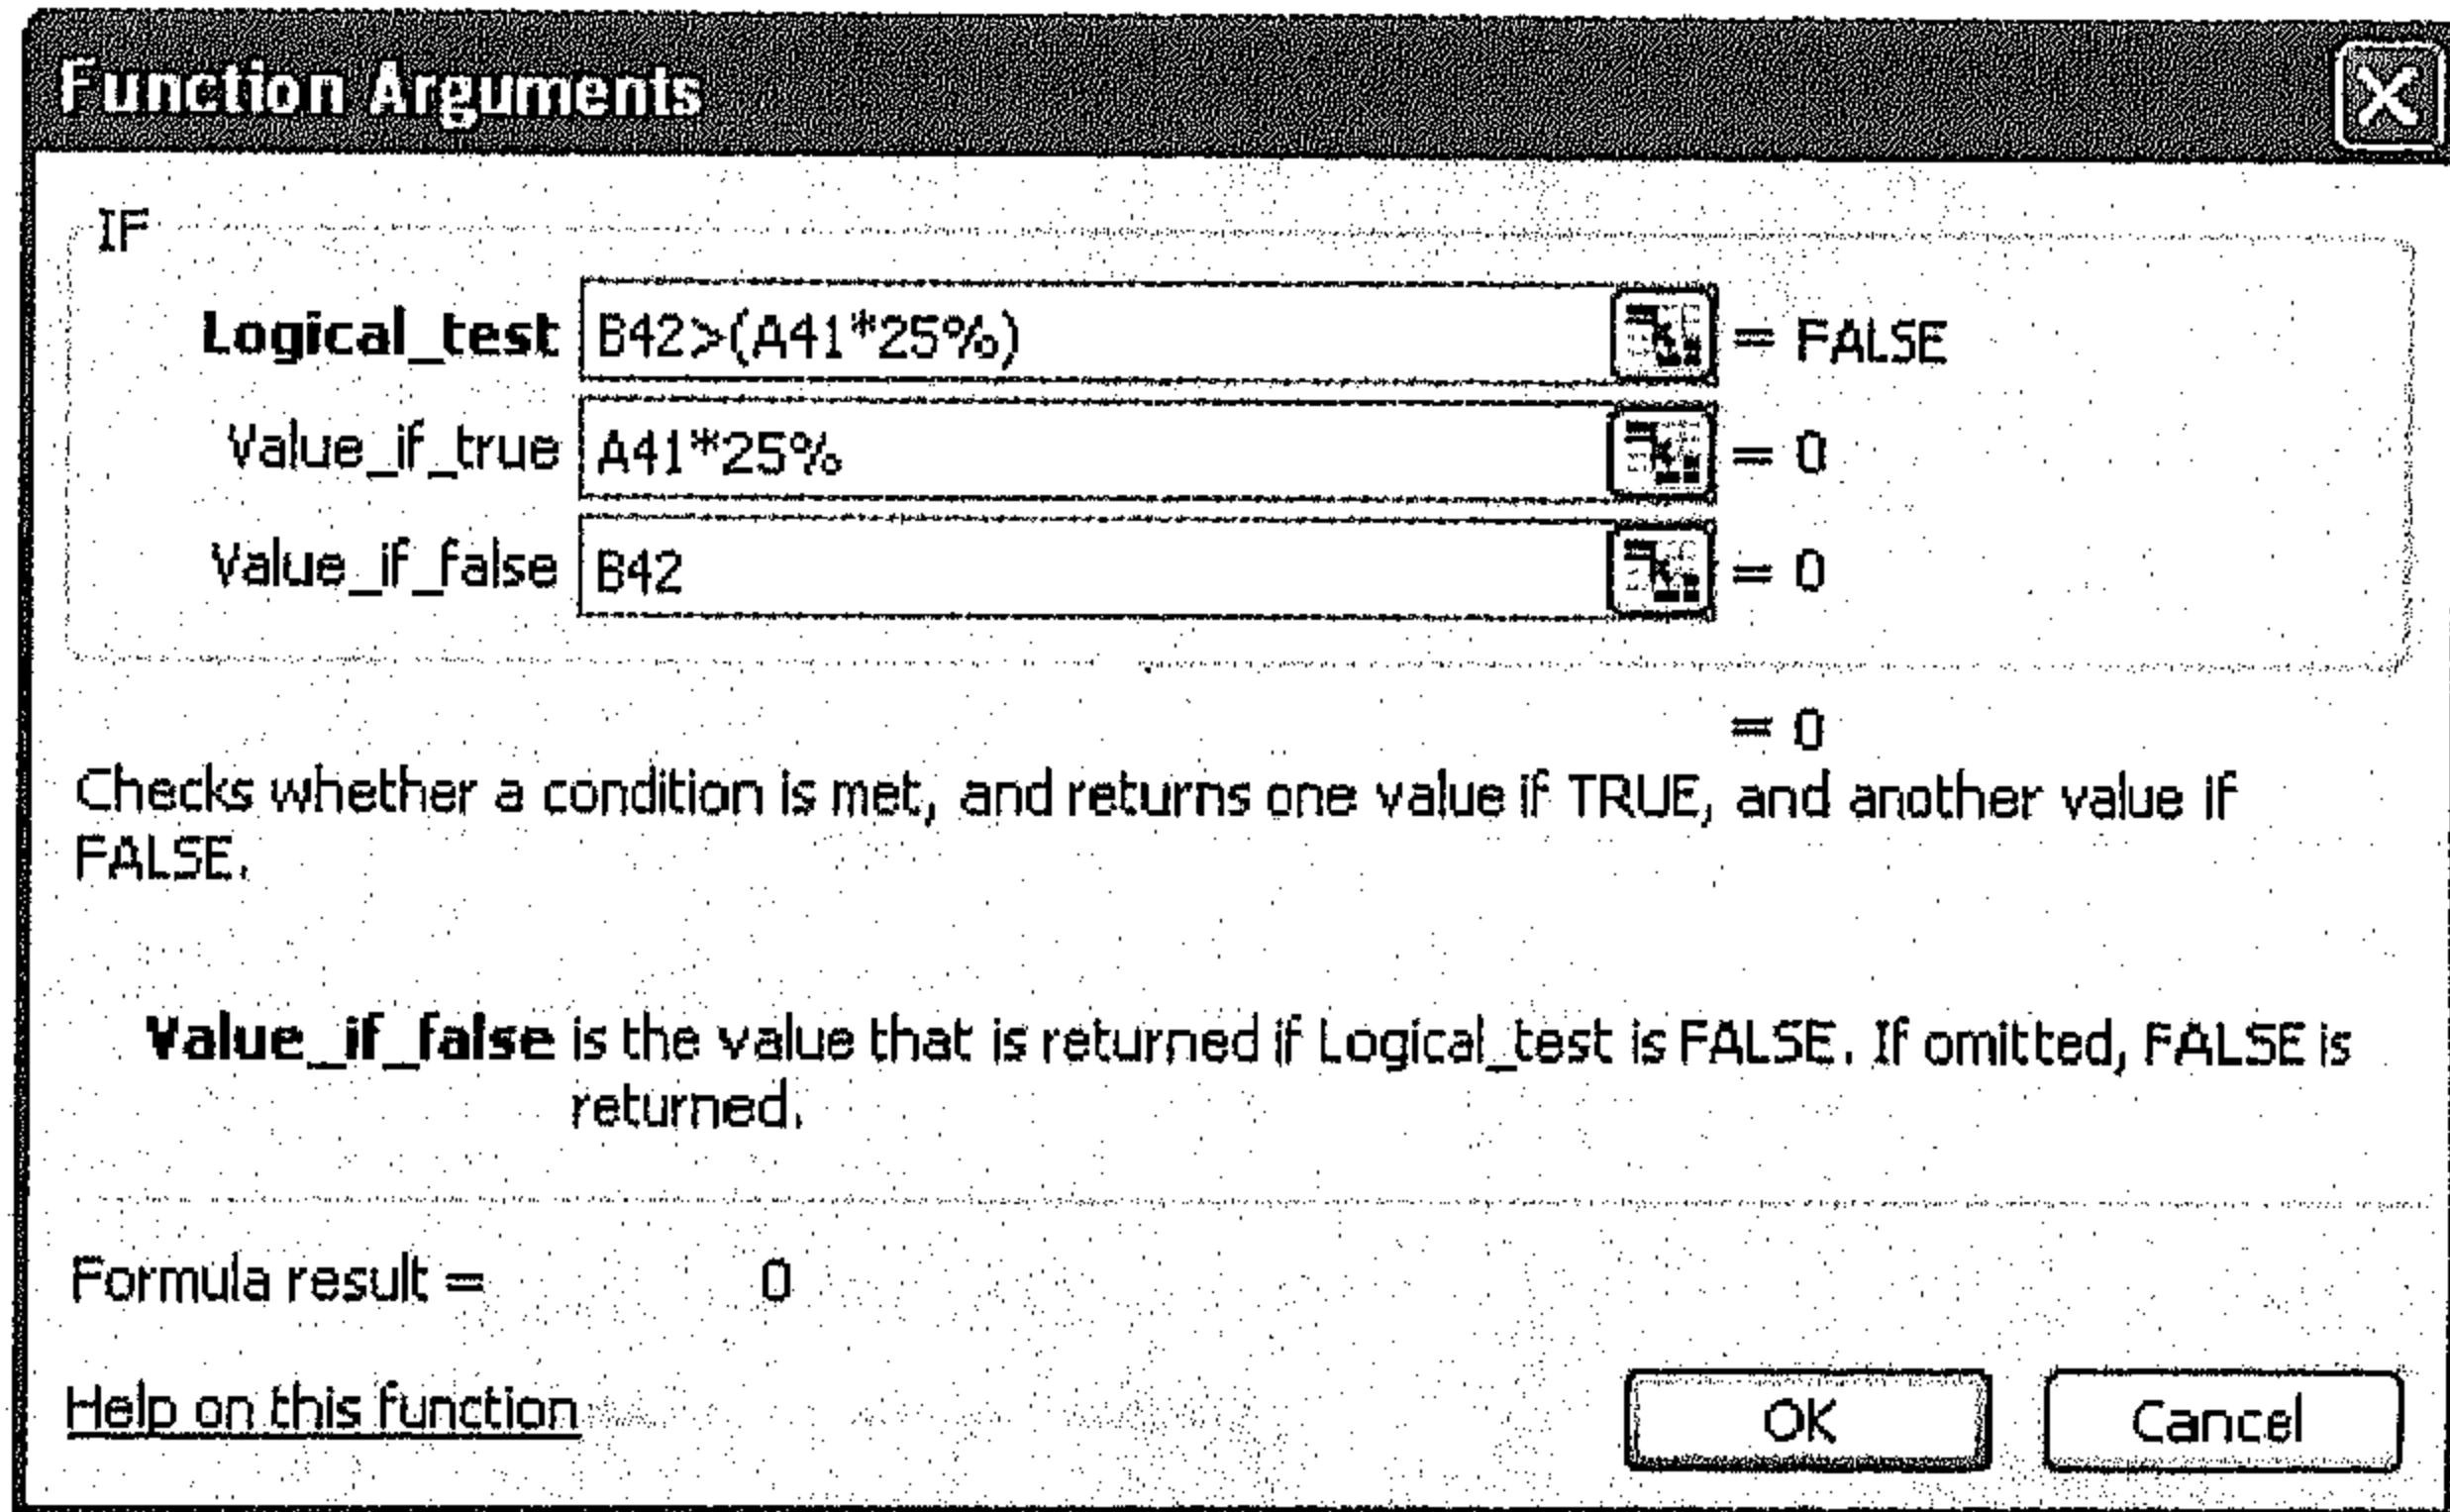 Function Arguments
IF
Logical_test B42>(A41*25%) = FALSE
Value_if_true A41*25% = 0
Value_if_false B42 = 0
= 0
Checks whether a condition is met, and returns one value if TRUE, and another value if
FALSE.
Value_if_false is the value that is returned if Logical_test is FALSE. If omitted, FALSE is
returned.
Formula result = 0
Help on this function OK Cancel